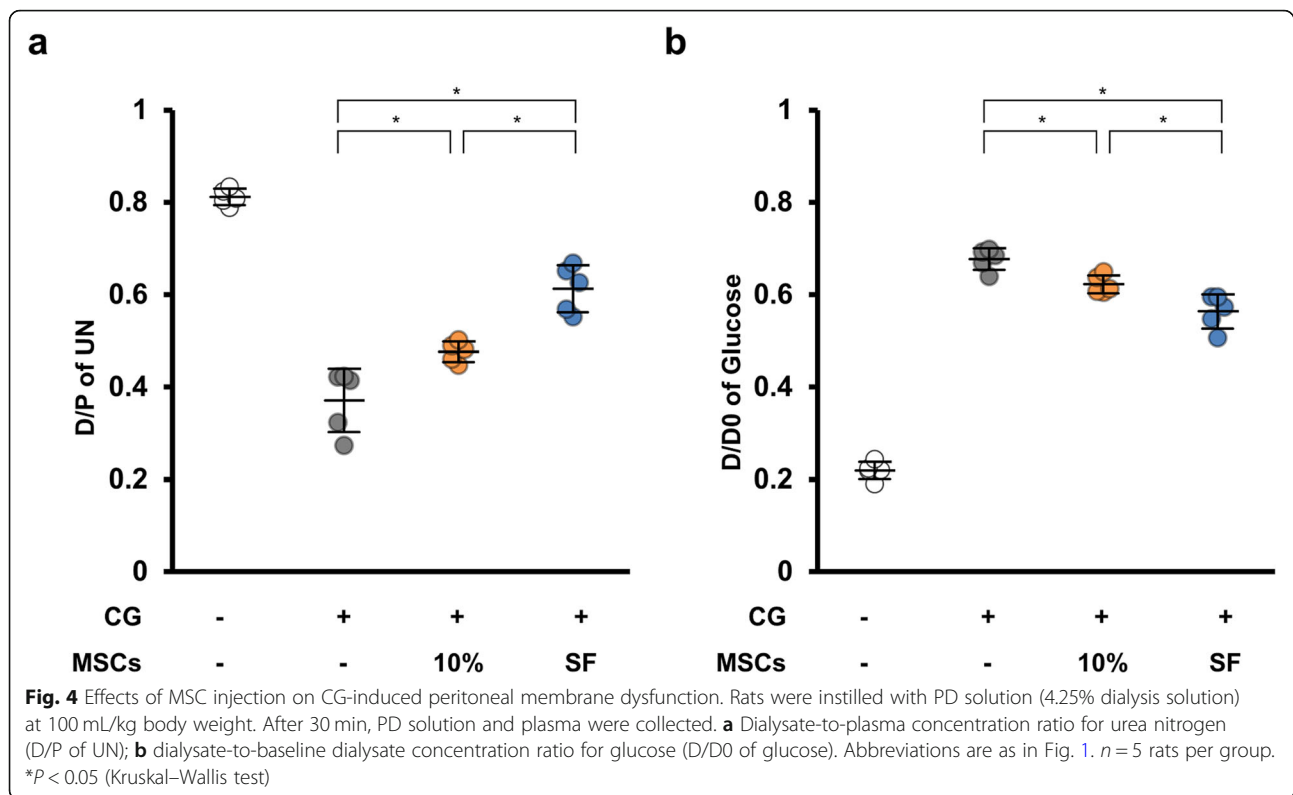 a
*
* *
1
0.8
0.6
0.4
0.2
0
D/P of UN
CG - + + +
MSCs - - 10% SF
b
*
* *
1
0.8
0.6
0.4
0.2
0
D/D0 of Glucose
CG - + + +
MSCs - - 10% SF
Fig. 4 Effects of MSC injection on CG-induced peritoneal membrane dysfunction. Rats were instilled with PD solution (4.25% dialysis solution)
at 100 mL/kg body weight. After 30 min, PD solution and plasma were collected. a Dialysate-to-plasma concentration ratio for urea nitrogen
(D/P of UN); b dialysate-to-baseline dialysate concentration ratio for glucose (D/D0 of glucose). Abbreviations are as in Fig. 1. n = 5 rats per group.
*P < 0.05 (Kruskal–Wallis test)